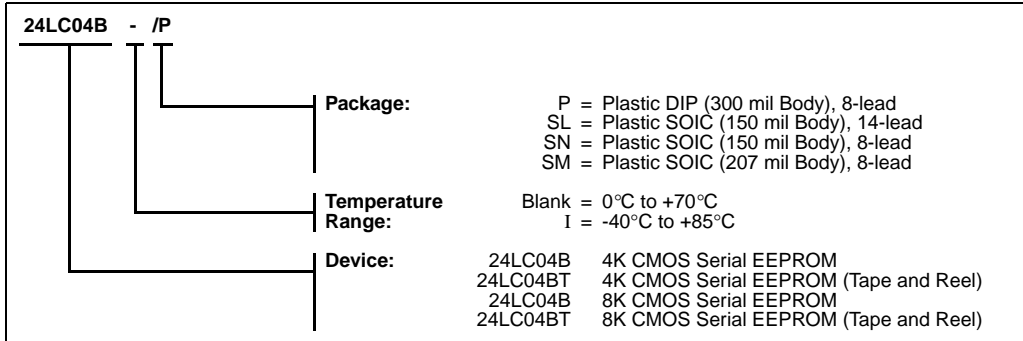 24LC04B - /P
Package: P = Plastic DIP (300 mil Body), 8-lead
SL = Plastic SOIC (150 mil Body), 14-lead
SN = Plastic SOIC (150 mil Body), 8-lead
SM = Plastic SOIC (207 mil Body), 8-lead
Temperature Blank = 0°C to +70°C
Range: I = -40°C to +85°C
Device: 24LC04B 4K CMOS Serial EEPROM
24LC04BT 4K CMOS Serial EEPROM (Tape and Reel)
24LC04B 8K CMOS Serial EEPROM
24LC04BT 8K CMOS Serial EEPROM (Tape and Reel)